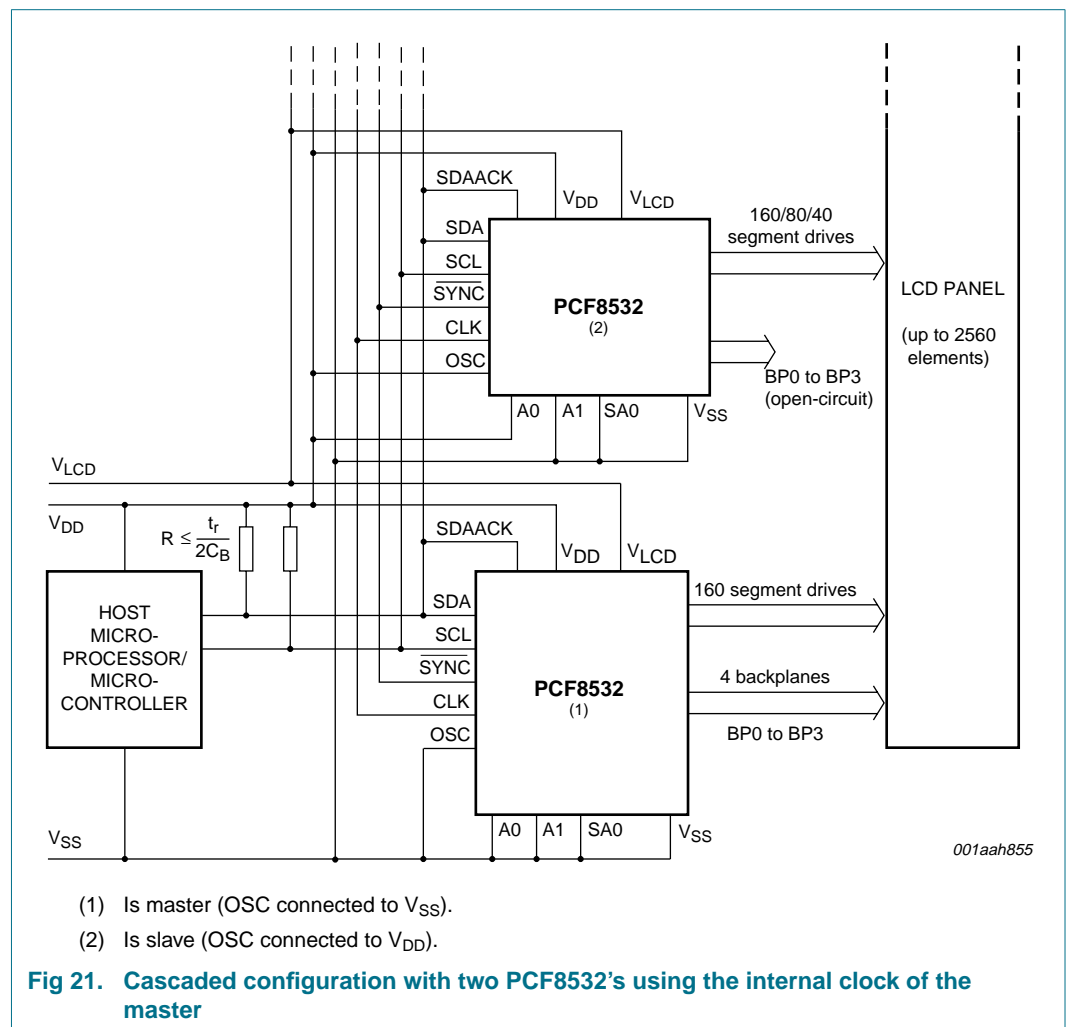 SDAACK
VDD
VLCD
SDA
SCL
SYNC
CLK
OSC
PCF8532
(2)
A0
A1
SA0
VSS
160/80/40
segment drives
BP0 to BP3
(open-circuit)
LCD PANEL
(up to 2560
elements)
VLCD
VDD
R ≤ tr
2CB
HOST
MICRO-
PROCESSOR/
MICRO-
CONTROLLER
VSS
SDAACK
VDD
VLCD
SDA
SCL
SYNC
CLK
OSC
PCF8532
(1)
A0
A1
SA0
VSS
160 segment drives
4 backplanes
BP0 to BP3
001aah855
(1) Is master (OSC connected to VSS).
(2) Is slave (OSC connected to VDD).
Fig 21. Cascaded configuration with two PCF8532’s using the internal clock of the
master